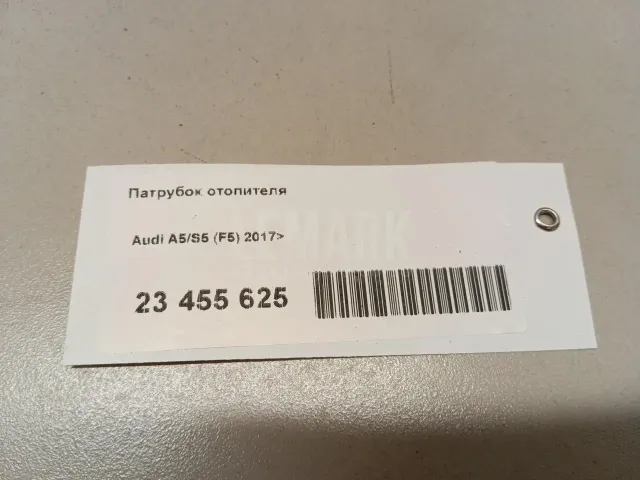 Патрубок отопителя
Audi A5/S5 (F5) 2017>
23 455 625